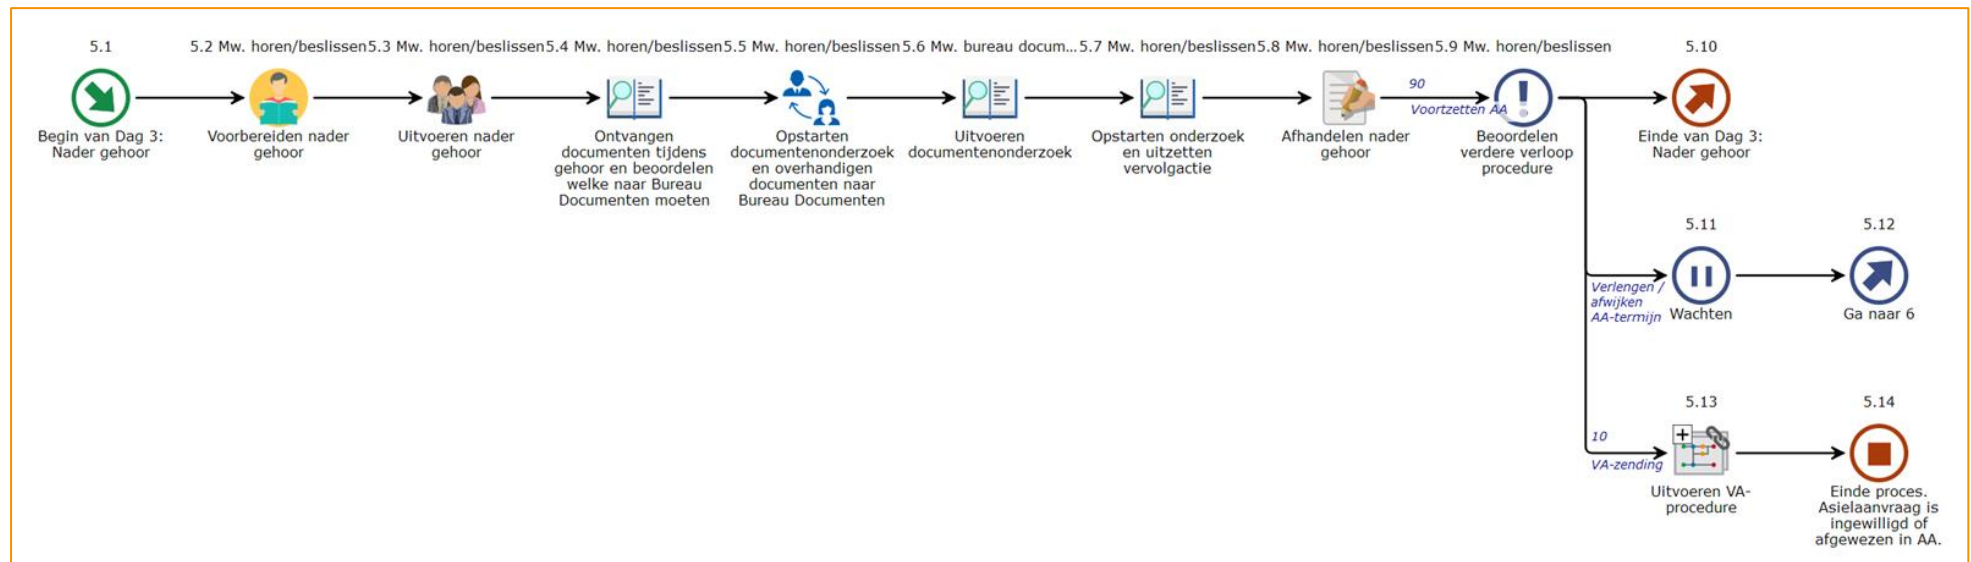 5.1
5.2 Mw. horen/beslissen
5.3 Mw. horen/beslissen
5.4 Mw. horen/beslissen
5.5 Mw. horen/beslissen
5.6 Mw. bureau docum...
5.7 Mw. horen/beslissen
5.8 Mw. horen/beslissen
5.9 Mw. horen/beslissen
5.10
Begin van Dag 3:
Nader gehoor
Voorbereiden nader
gehoor
Uitvoeren nader
gehoor
Ontvangen
documenten tijdens
gehoor en beoordelen
welke naar Bureau
Documenten moeten
Opstarten
documentenonderzoek
en overhandigen
documenten naar
Bureau Documenten
Uitvoeren
documentenonderzoek
Opstarten onderzoek
en uitzetten
vervolgactie
Afhandelen nader
gehoor
90
Voortzetten AA
Beoordelen
verdere verloop
procedure
Einde van Dag 3:
Nader gehoor
5.11
5.12
Verlengen /
afwijken
AA-termijn
Wachten
Ga naar 6
5.13
5.14
10
VA-zending
Uitvoeren VA-
procedure
Einde proces.
Asielaanvraag is
ingewilligd of
afgewezen in AA.